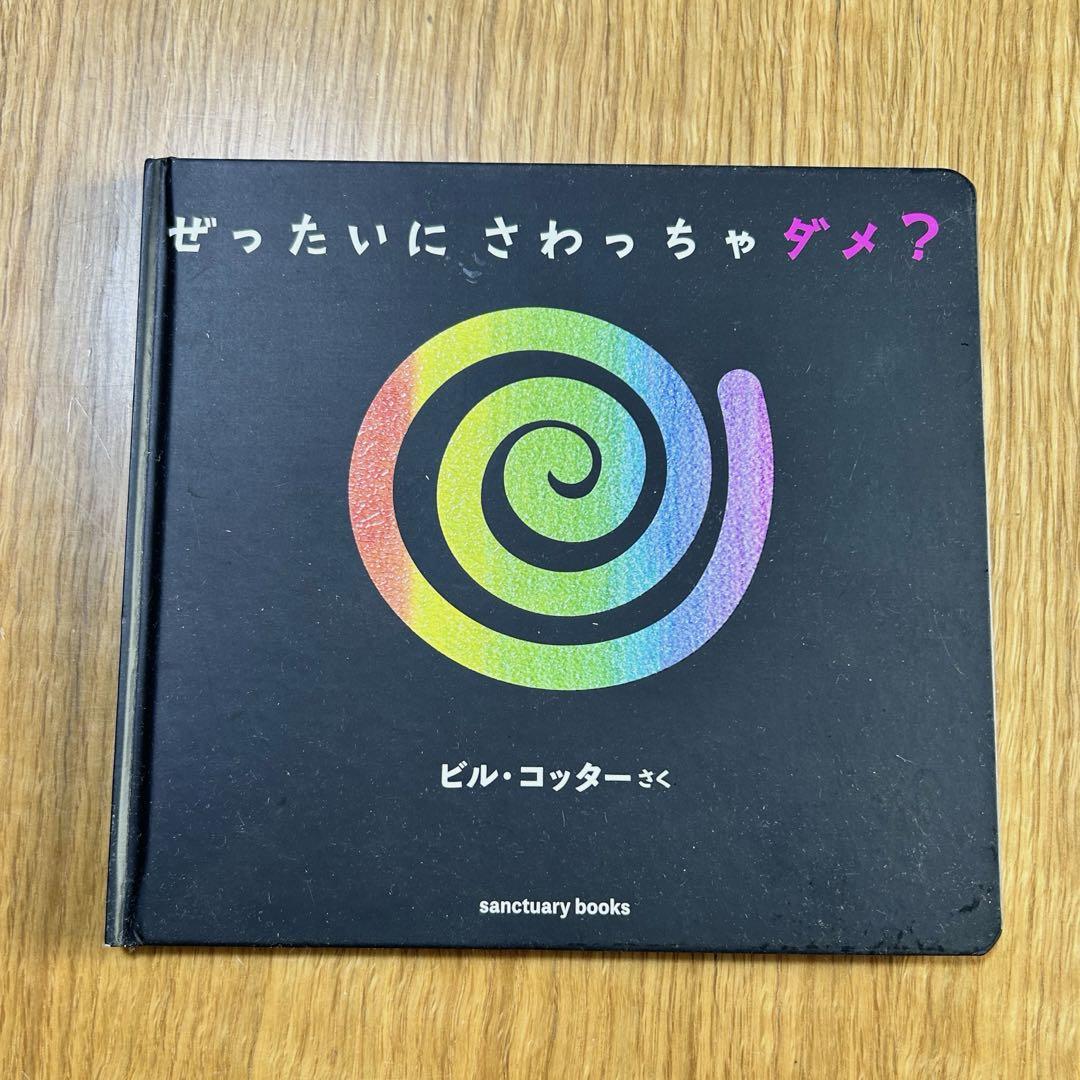 ぜったいに さわっちゃダメ?
ビル・コッター さく
sanctuary books